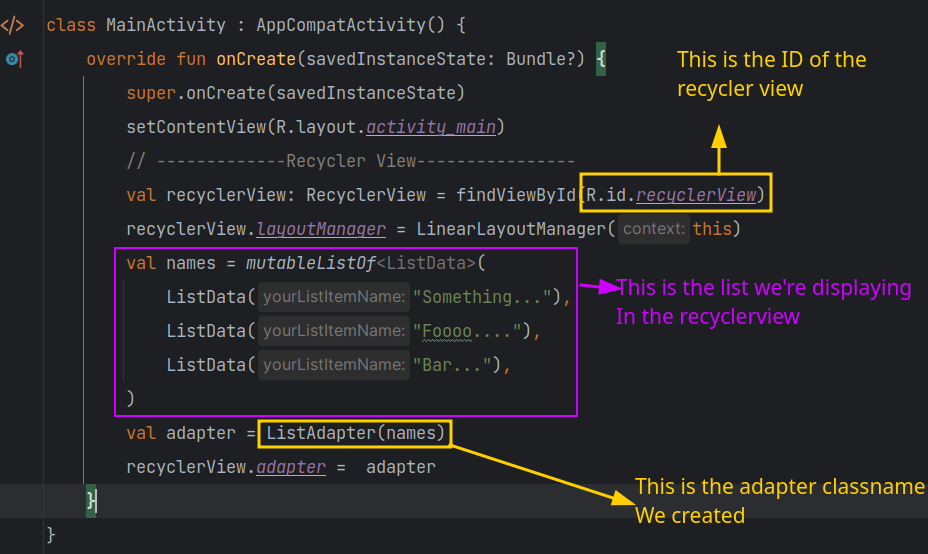 class MainActivity : AppCompatActivity() {
override fun onCreate(savedInstanceState: Bundle?) {
This is the ID of the
recycler view
super.onCreate(savedInstanceState)
setContentView(R.layout.activity_main)
// -------------Recycler View----------------
val recyclerView: RecyclerView = findViewById(R.id.recyclerView)
recyclerView.layoutManager = LinearLayoutManager( context: this)
val names = mutableListOf<ListData>(
ListData( yourListItemName: "Something..."),
ListData( yourListItemName: "Foooo...."),
ListData( yourListItemName: "Bar..."),
)
This is the list we're displaying
In the recyclerview
val adapter = ListAdapter(names)
recyclerView.adapter =  adapter
This is the adapter classname
We created
}
}